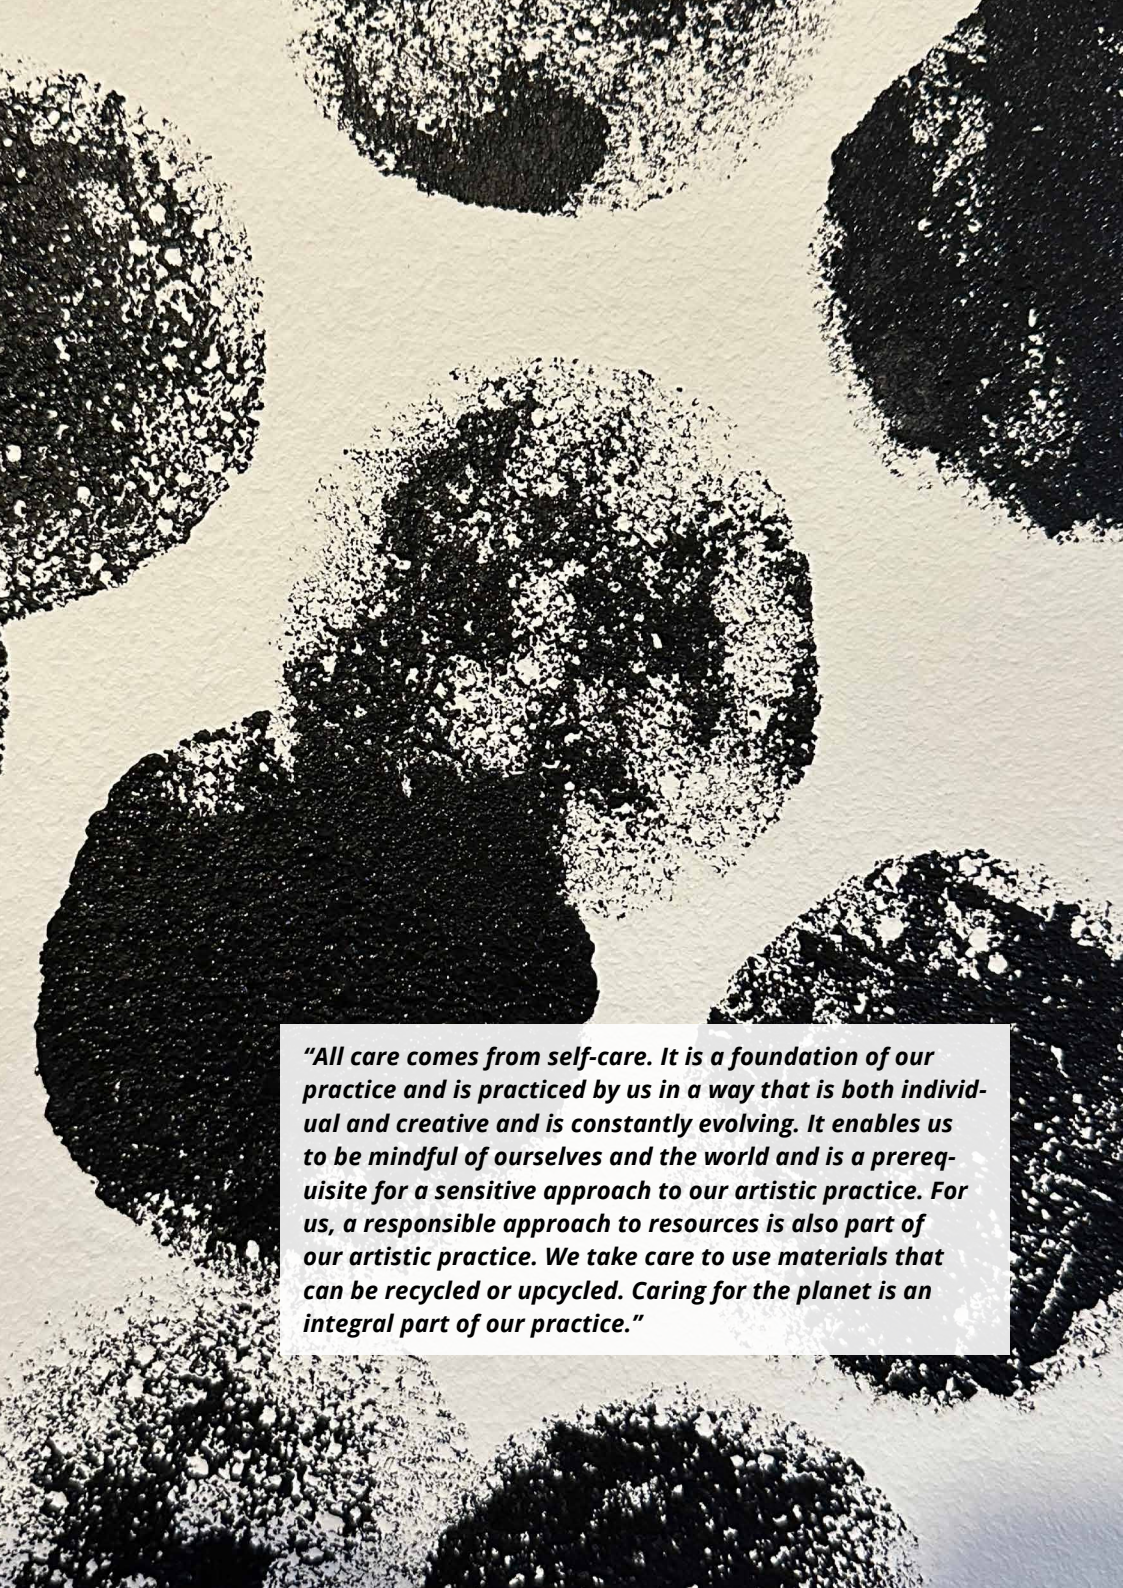 “All care comes from self-care. It is a foundation of our
practice and is practiced by us in a way that is both individ-
ual and creative and is constantly evolving. It enables us
to be mindful of ourselves and the world and is a prereq-
uisite for a sensitive approach to our artistic practice. For
us, a responsible approach to resources is also part of
our artistic practice. We take care to use materials that
can be recycled or upcycled. Caring for the planet is an
integral part of our practice.”